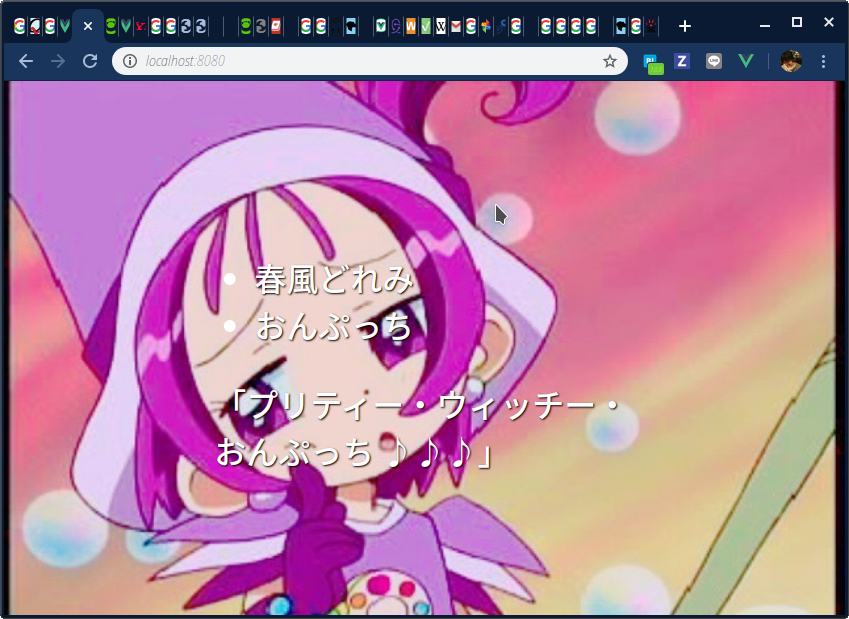 localhost:8080
• 春風どれみ
• おんぷっち
「プリティー・ウィッチー・
おんぷっち ♪♪♪」